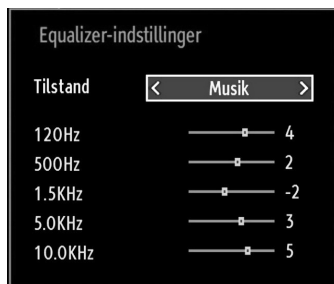 Equalizer-indstillinger
Tilstand < Musik >
120Hz 4
500Hz 2
1.5KHz -2
5.0KHz 3
10.0KHz 5